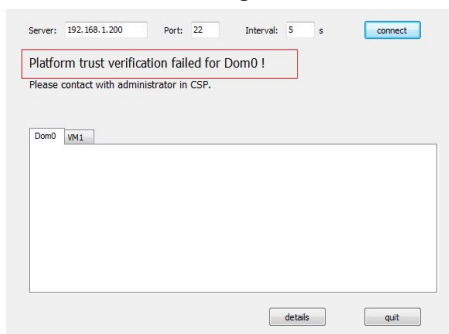 Server: 192.168.1.200 Port: 22 Interval: 5 s connect
Platform trust verification failed for Dom0 !
Please contact with administrator in CSP.
Dom0 VM1
details quit